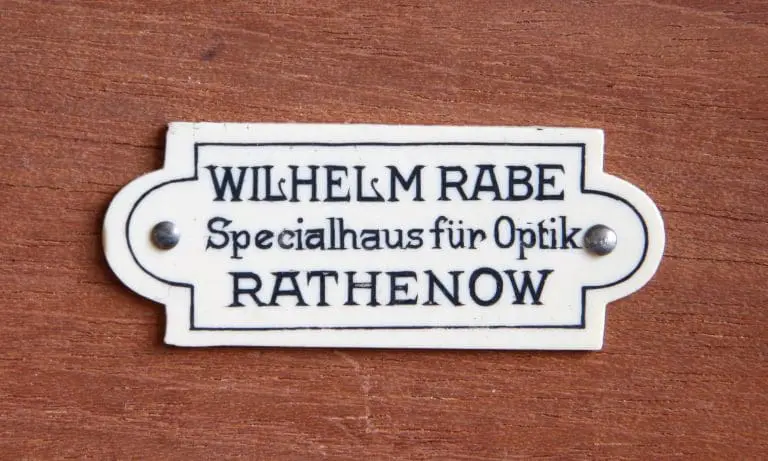 WILHELM RABE
Specialhaus für Optik
RATHENOW